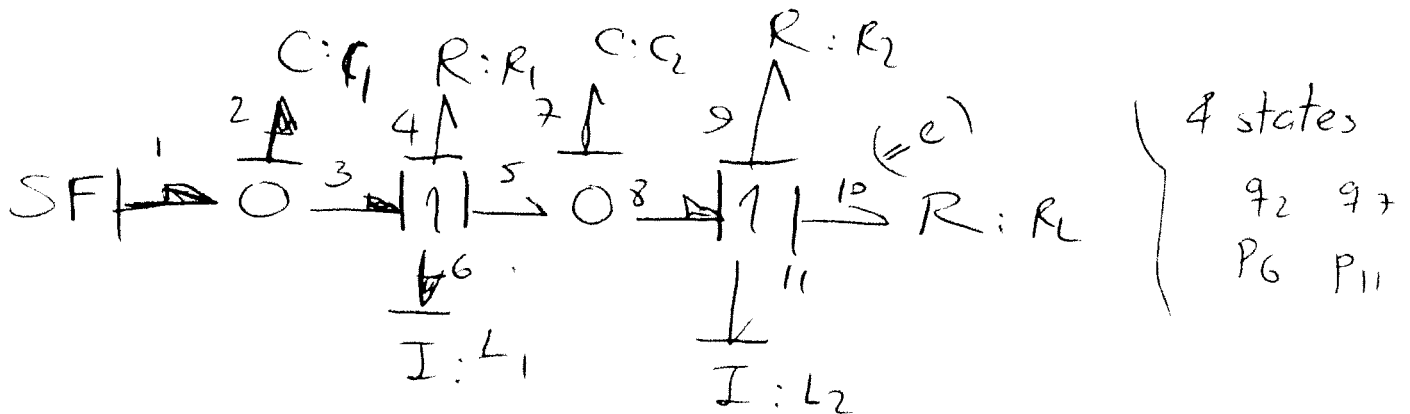 C:C1 R:R1 C:C2 R:R2
2 4 7 9 (=e) 4 states
SF 1 0 3 1 5 0 8 1 10 R:RL q2 q7
6 11 P6 P11
I:L1 I:L2